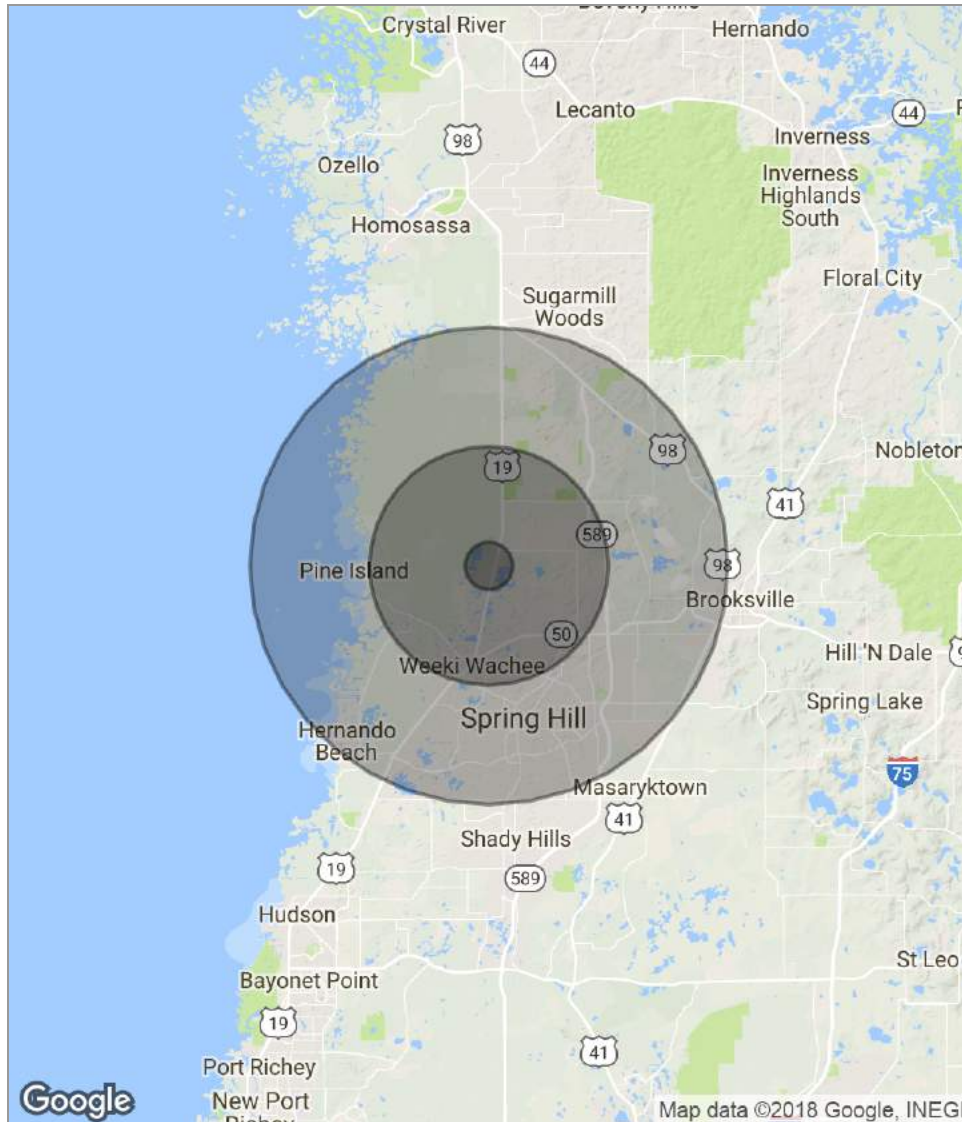 Beverly Hills
Crystal River
Hernando
44
Lecanto
44
98
Inverness
Ozello
Inverness
Highlands
South
Homosassa
Floral City
Sugarmill
Woods
98
Nobleton
19
41
589
98
Pine Island
Brooksville
50
Hill 'N Dale
Weeki Wachee
Spring Lake
Spring Hill
Hernando
Beach
75
Masaryktown
41
Shady Hills
19
589
Hudson
St Leo
Bayonet Point
19
41
Port Richey
New Port
Richey
Google
Map data ©2018 Google, INEGI